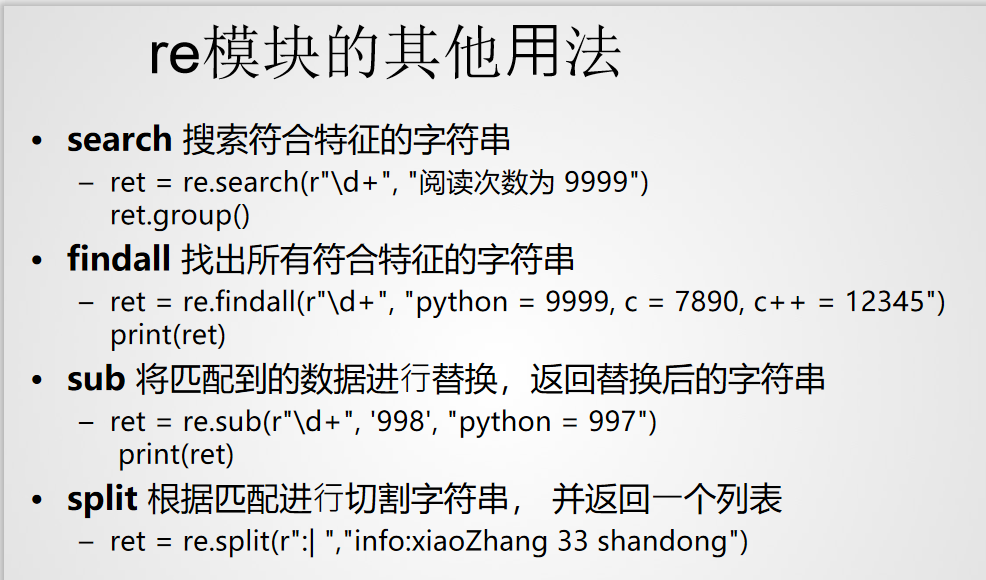 re模块的其他用法
• search 搜索符合特征的字符串
– ret = re.search(r"\d+", "阅读次数为 9999")
ret.group()
• findall 找出所有符合特征的字符串
– ret = re.findall(r"\d+", "python = 9999, c = 7890, c++ = 12345")
print(ret)
• sub 将匹配到的数据进行替换，返回替换后的字符串
– ret = re.sub(r"\d+", '998', "python = 997")
print(ret)
• split 根据匹配进行切割字符串， 并返回一个列表
– ret = re.split(r":| ","info:xiaoZhang 33 shandong")